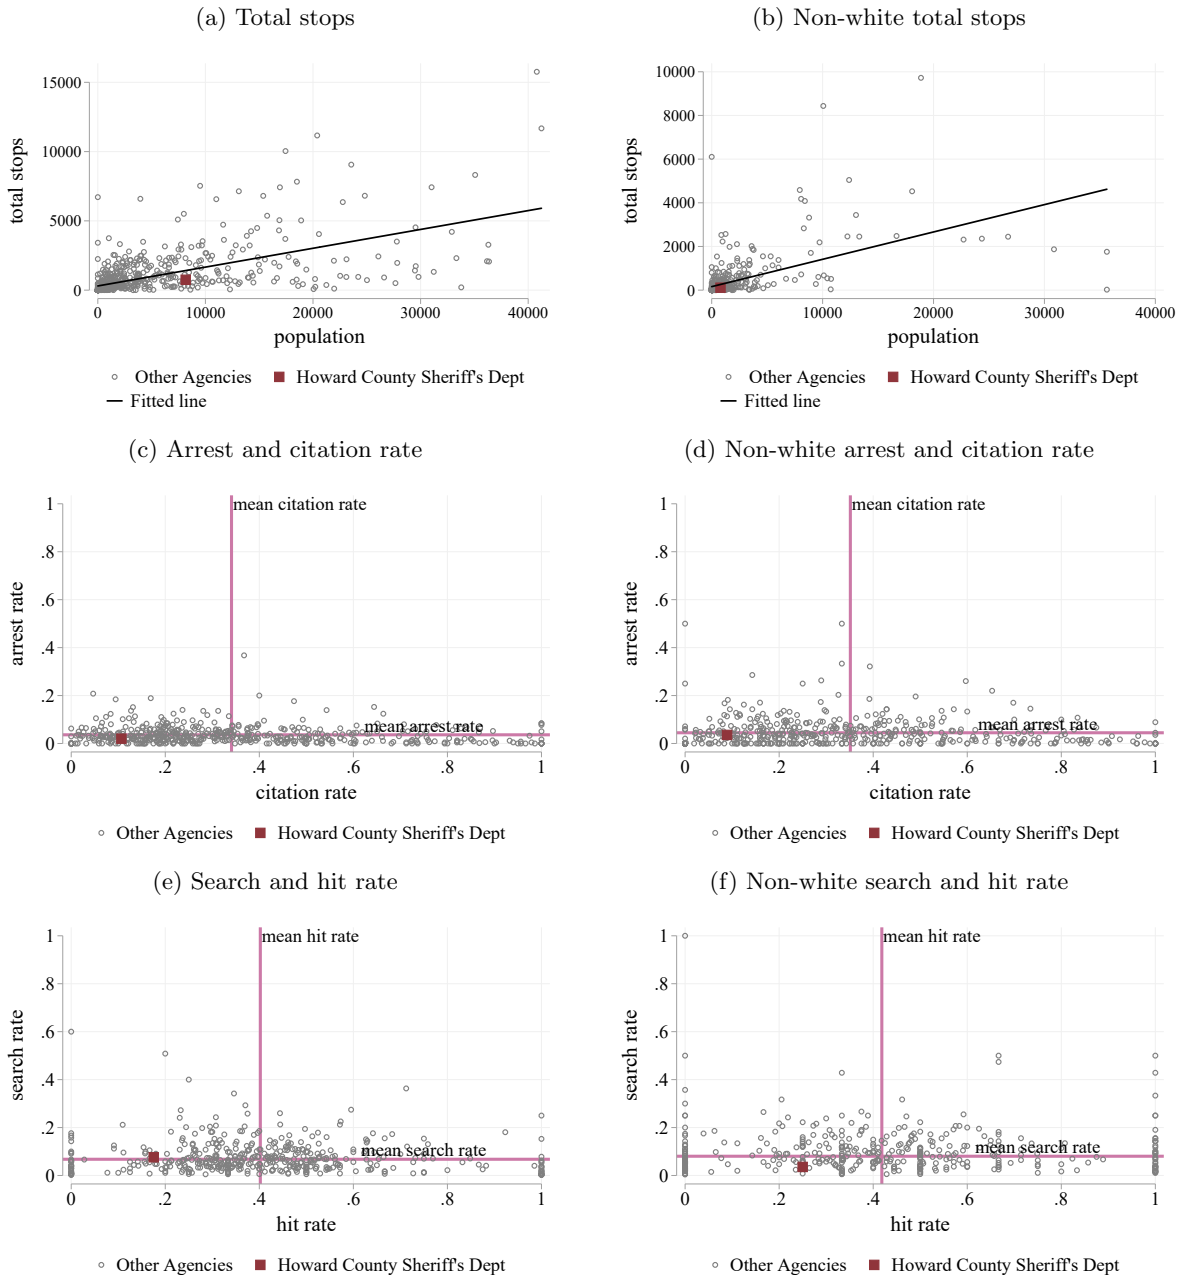 (a) Total stops
15000
10000
5000
0
total stops
0 10000 20000 30000 40000
population
Other Agencies Howard County Sheriff's Dept
Fitted line
(b) Non-white total stops
10000
8000
6000
4000
2000
0
total stops
0 10000 20000 30000 40000
population
Other Agencies Howard County Sheriff's Dept
Fitted line
(c) Arrest and citation rate
1
.8
.6
.4
.2
0
arrest rate
mean citation rate
mean arrest rate
0 .2 .4 .6 .8 1
citation rate
Other Agencies Howard County Sheriff's Dept
(d) Non-white arrest and citation rate
1
.8
.6
.4
.2
0
arrest rate
mean citation rate
mean arrest rate
0 .2 .4 .6 .8 1
citation rate
Other Agencies Howard County Sheriff's Dept
(e) Search and hit rate
1
.8
.6
.4
.2
0
search rate
mean hit rate
mean search rate
0 .2 .4 .6 .8 1
hit rate
Other Agencies Howard County Sheriff's Dept
(f) Non-white search and hit rate
1
.8
.6
.4
.2
0
search rate
mean hit rate
mean search rate
0 .2 .4 .6 .8 1
hit rate
Other Agencies Howard County Sheriff's Dept